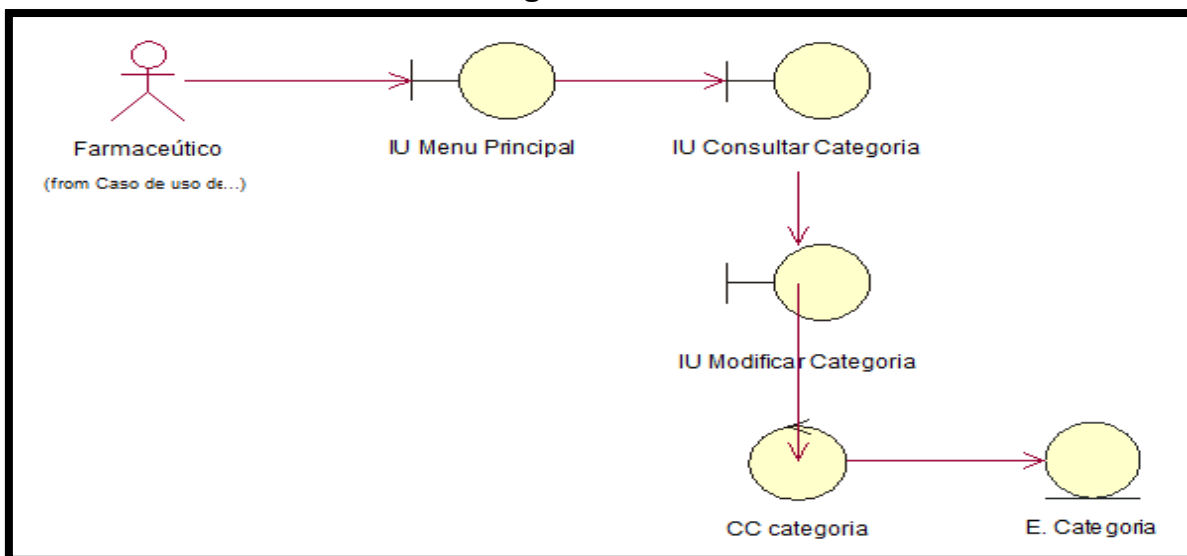 Farmaceútico
(from Caso de uso de...)
IU Menu Principal
IU Consultar Categoria
IU Modificar Categoria
CC categoria
E. Categoria